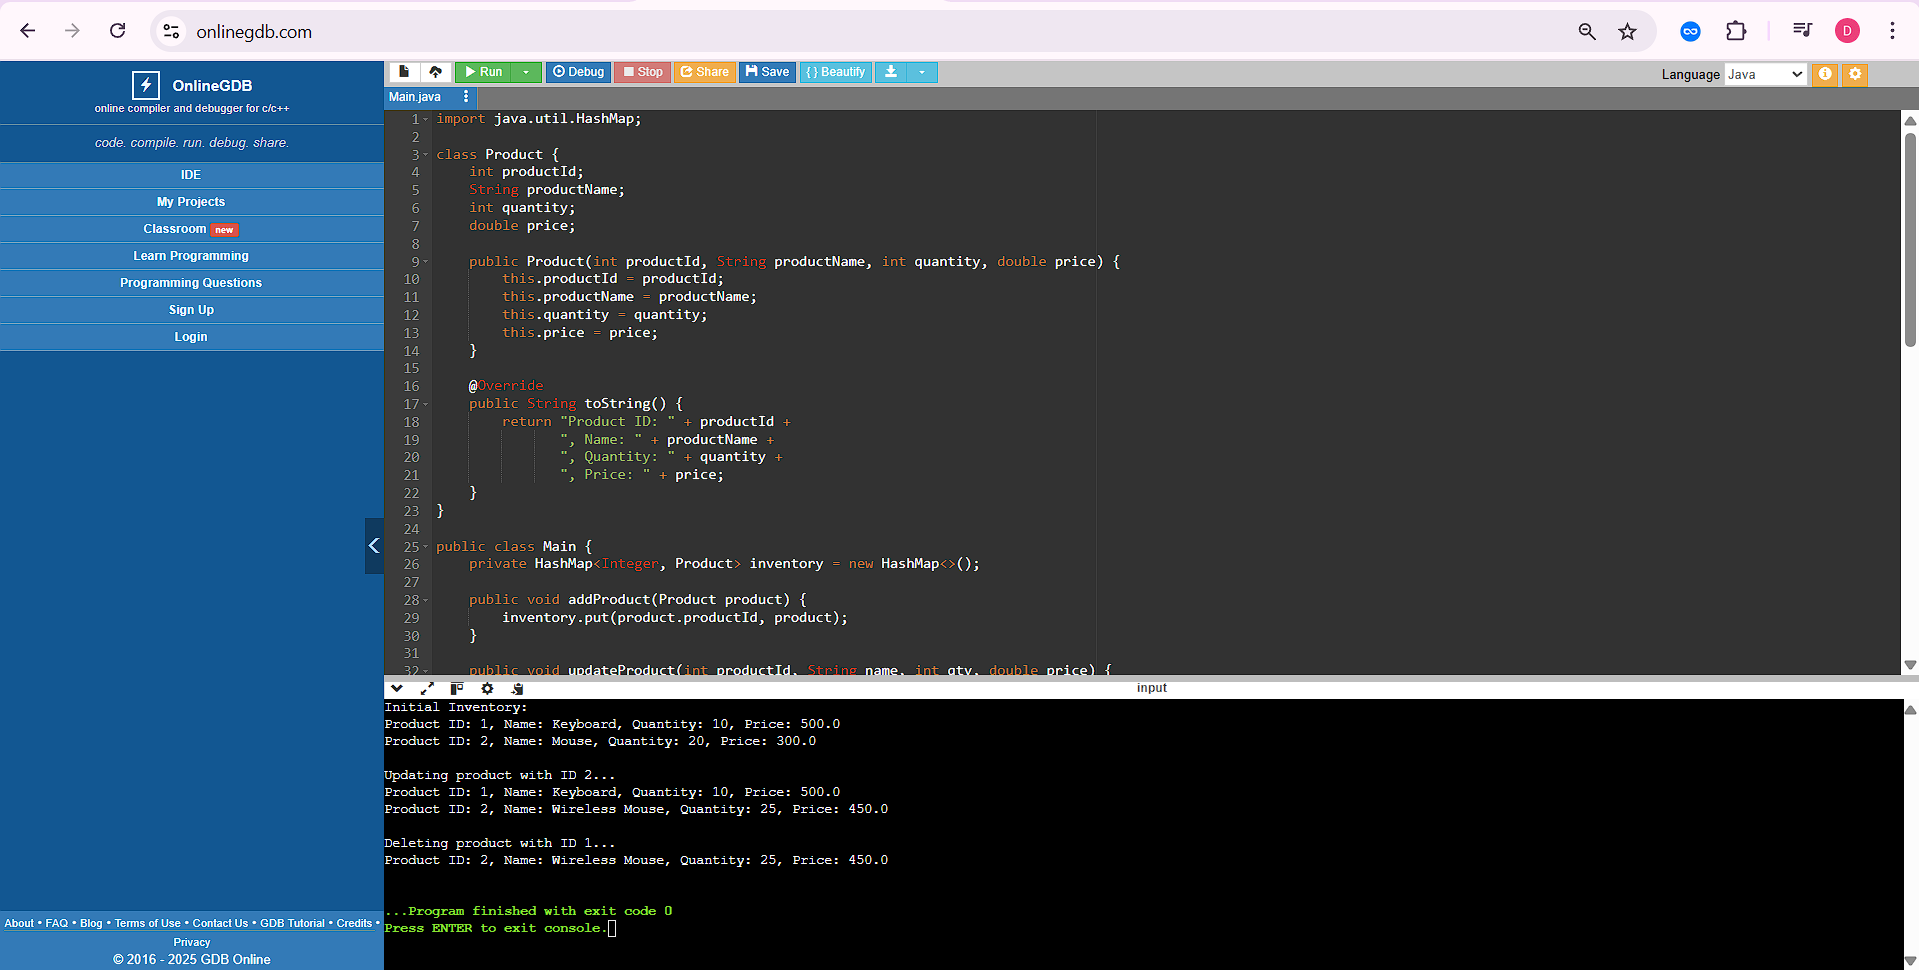 onlinegdb.com
D
OnlineGDB
online compiler and debugger for c/c++
code. compile. run. debug. share.
IDE
My Projects
Classroom new
Learn Programming
Programming Questions
Sign Up
Login
About • FAQ • Blog • Terms of Use • Contact Us • GDB Tutorial • Credits •
Privacy
© 2016 - 2025 GDB Online
Run Debug Stop Share Save { } Beautify
Language Java
Main.java
1 import java.util.HashMap;
2
3 class Product {
4     int productId;
5     String productName;
6     int quantity;
7     double price;
8
9     public Product(int productId, String productName, int quantity, double price) {
10         this.productId = productId;
11         this.productName = productName;
12         this.quantity = quantity;
13         this.price = price;
14     }
15
16     @Override
17     public String toString() {
18         return "Product ID: " + productId +
19                ", Name: " + productName +
20                ", Quantity: " + quantity +
21                ", Price: " + price;
22     }
23 }
24
25 public class Main {
26     private HashMap<Integer, Product> inventory = new HashMap<>();
27
28     public void addProduct(Product product) {
29         inventory.put(product.productId, product);
30     }
31
32     public void updateProduct(int productId, String name, int qty, double price) {
input
Initial Inventory:
Product ID: 1, Name: Keyboard, Quantity: 10, Price: 500.0
Product ID: 2, Name: Mouse, Quantity: 20, Price: 300.0
Updating product with ID 2...
Product ID: 1, Name: Keyboard, Quantity: 10, Price: 500.0
Product ID: 2, Name: Wireless Mouse, Quantity: 25, Price: 450.0
Deleting product with ID 1...
Product ID: 2, Name: Wireless Mouse, Quantity: 25, Price: 450.0
...Program finished with exit code 0
Press ENTER to exit console.